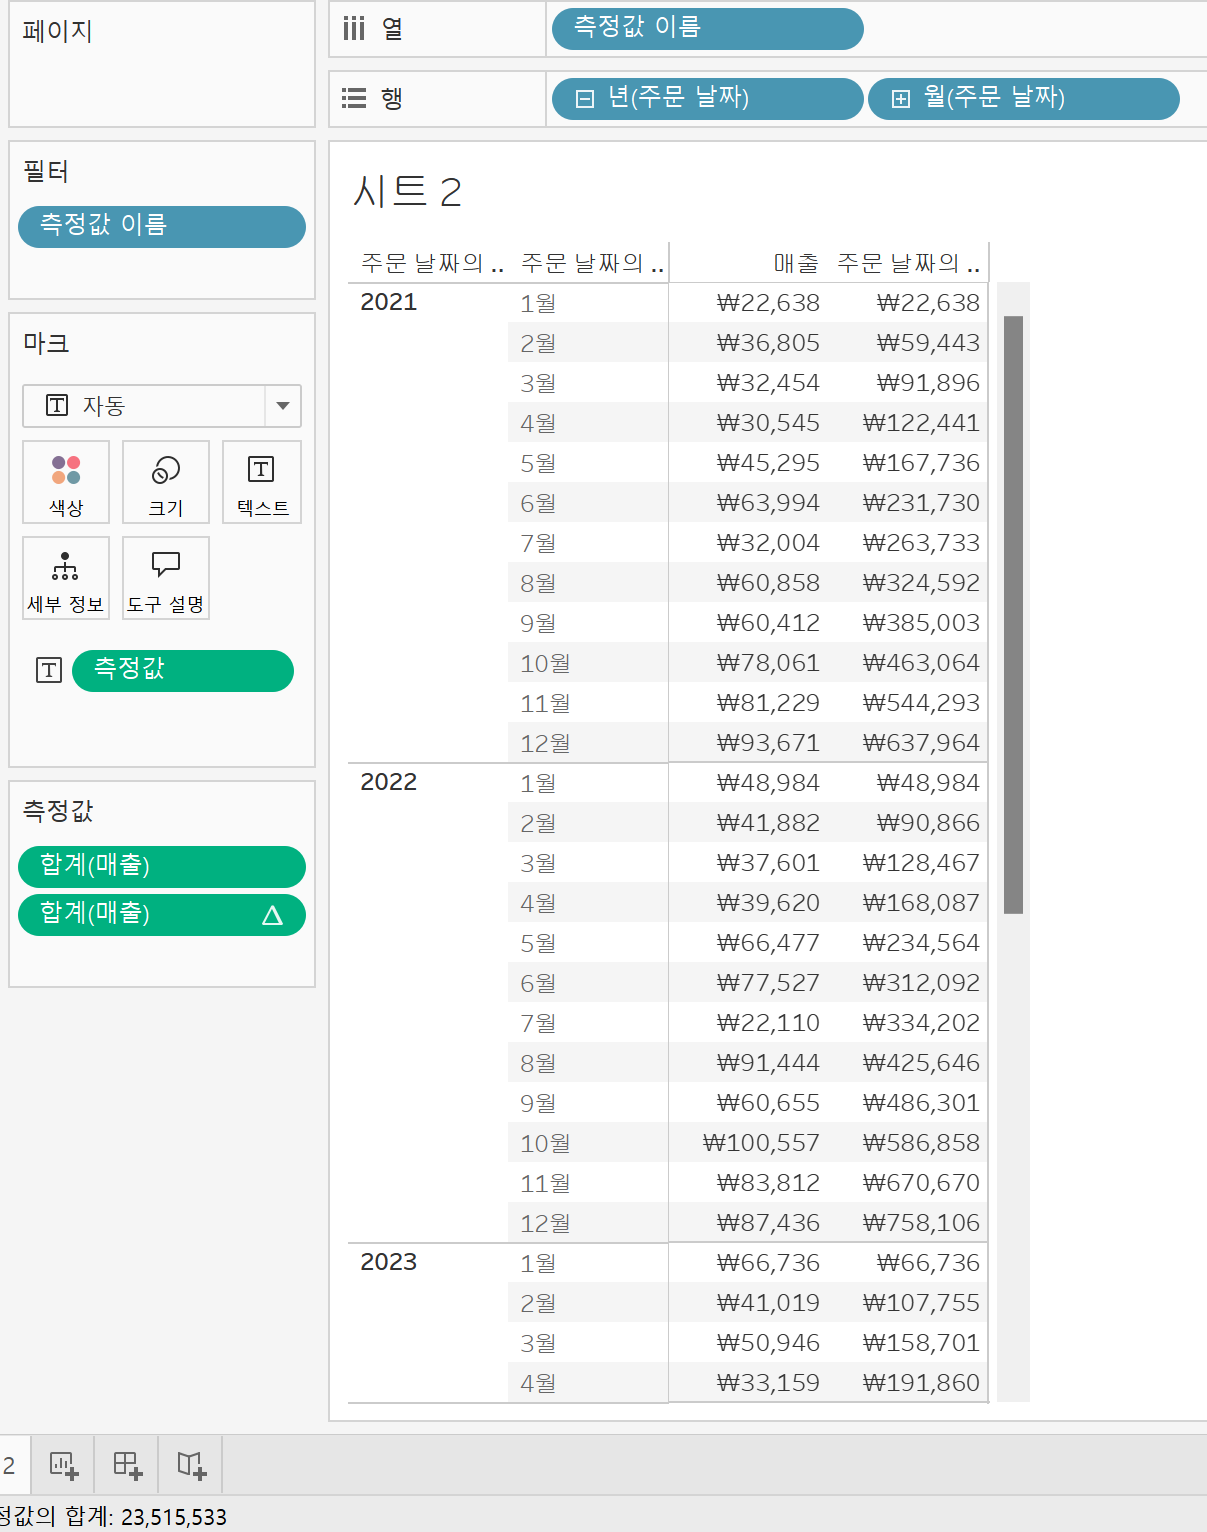 페이지
열
측정값 이름
행
년(주문 날짜)
월(주문 날짜)
필터
측정값 이름
마크
자동
색상
크기
텍스트
세부 정보
도구 설명
측정값
측정값
합계(매출)
합계(매출) Δ
시트 2
주문 날짜의 .. 주문 날짜의 .. 매출 주문 날짜의 ..
2021 1월 ₩22,638 ₩22,638
2월 ₩36,805 ₩59,443
3월 ₩32,454 ₩91,896
4월 ₩30,545 ₩122,441
5월 ₩45,295 ₩167,736
6월 ₩63,994 ₩231,730
7월 ₩32,004 ₩263,733
8월 ₩60,858 ₩324,592
9월 ₩60,412 ₩385,003
10월 ₩78,061 ₩463,064
11월 ₩81,229 ₩544,293
12월 ₩93,671 ₩637,964
2022 1월 ₩48,984 ₩48,984
2월 ₩41,882 ₩90,866
3월 ₩37,601 ₩128,467
4월 ₩39,620 ₩168,087
5월 ₩66,477 ₩234,564
6월 ₩77,527 ₩312,092
7월 ₩22,110 ₩334,202
8월 ₩91,444 ₩425,646
9월 ₩60,655 ₩486,301
10월 ₩100,557 ₩586,858
11월 ₩83,812 ₩670,670
12월 ₩87,436 ₩758,106
2023 1월 ₩66,736 ₩66,736
2월 ₩41,019 ₩107,755
3월 ₩50,946 ₩158,701
4월 ₩33,159 ₩191,860
2
정값의 합계: 23,515,533